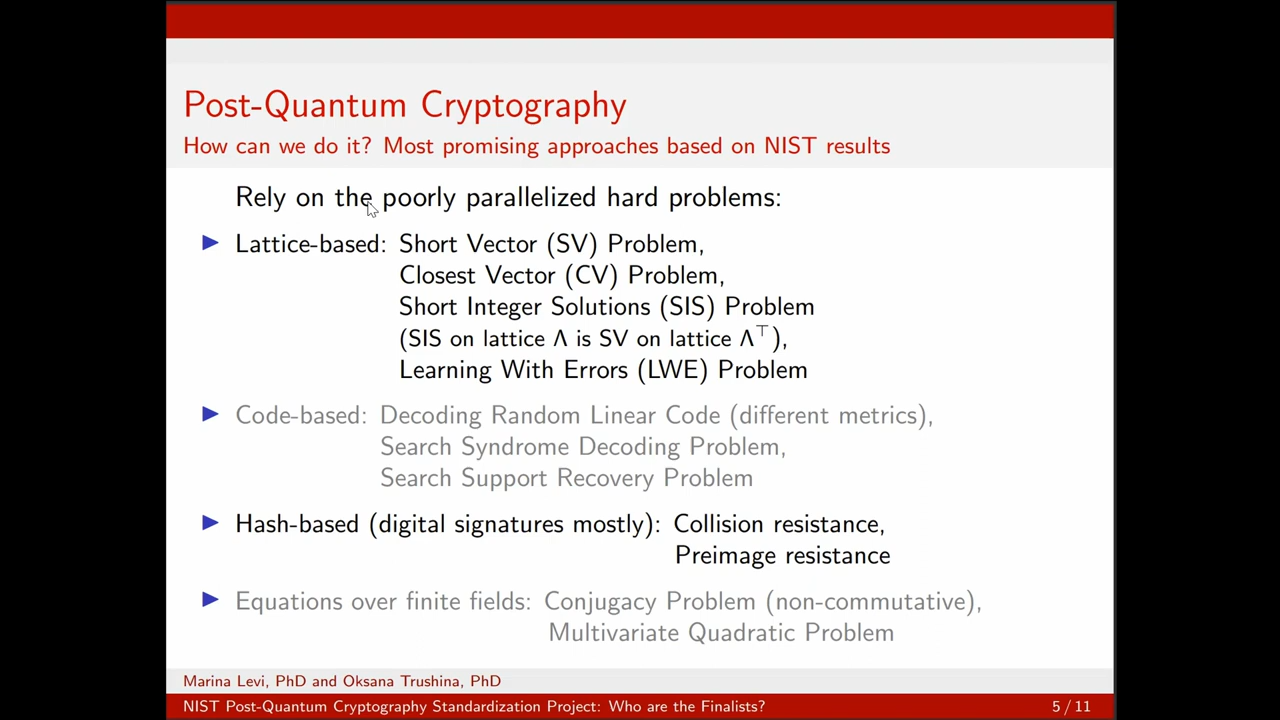 Post-Quantum Cryptography
How can we do it? Most promising approaches based on NIST results
Rely on the poorly parallelized hard problems:
▶ Lattice-based: Short Vector (SV) Problem,
Closest Vector (CV) Problem,
Short Integer Solutions (SIS) Problem
(SIS on lattice Λ is SV on lattice Λ⊤),
Learning With Errors (LWE) Problem
▶ Code-based: Decoding Random Linear Code (different metrics),
Search Syndrome Decoding Problem,
Search Support Recovery Problem
▶ Hash-based (digital signatures mostly): Collision resistance,
Preimage resistance
▶ Equations over finite fields: Conjugacy Problem (non-commutative),
Multivariate Quadratic Problem
Marina Levi, PhD and Oksana Trushina, PhD
NIST Post-Quantum Cryptography Standardization Project: Who are the Finalists? 5 / 11